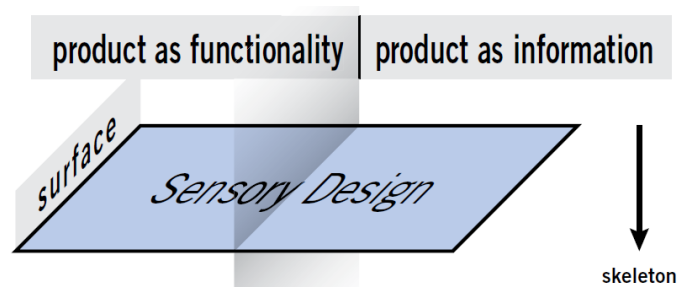 product as functionality
product as information
surface
Sensory Design
skeleton